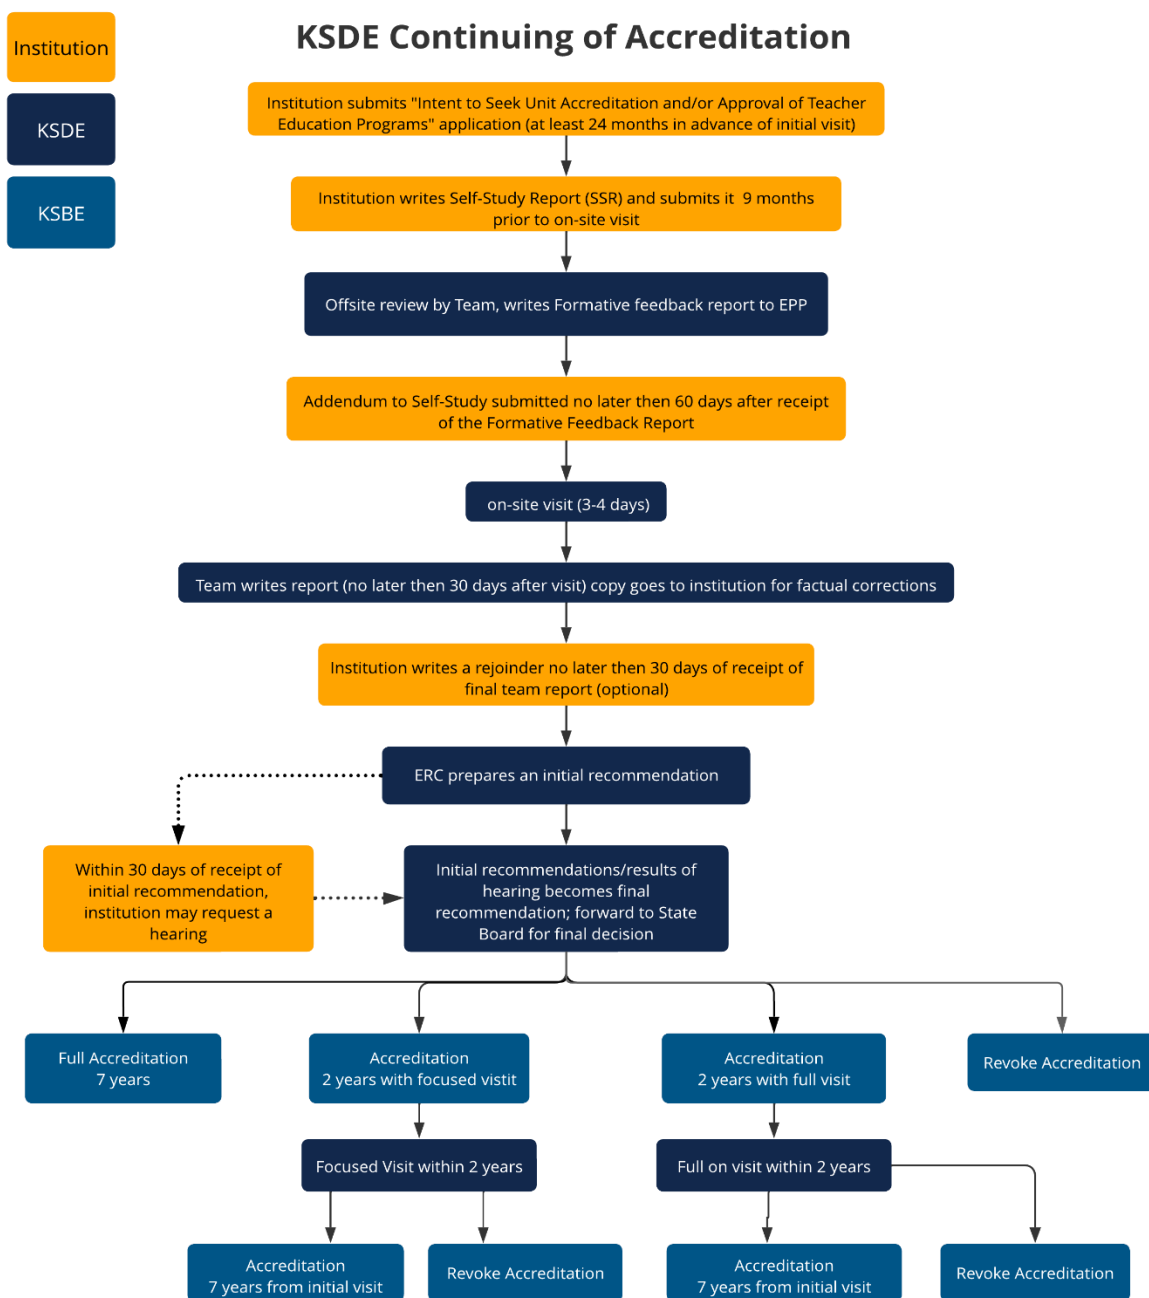 Institution
KSDE
KSBE
KSDE Continuing of Accreditation
Institution submits "Intent to Seek Unit Accreditation and/or Approval of Teacher
Education Programs" application (at least 24 months in advance of initial visit)
Institution writes Self-Study Report (SSR) and submits it 9 months
prior to on-site visit
Offsite review by Team, writes Formative feedback report to EPP
Addendum to Self-Study submitted no later then 60 days after receipt
of the Formative Feedback Report
on-site visit (3-4 days)
Team writes report (no later then 30 days after visit) copy goes to institution for factual corrections
Institution writes a rejoinder no later then 30 days of receipt of
final team report (optional)
ERC prepares an initial recommendation
Within 30 days of receipt of
initial recommendation,
institution may request a
hearing
Initial recommendations/results of
hearing becomes final
recommendation; forward to State
Board for final decision
Full Accreditation
7 years
Accreditation
2 years with focused vistit
Accreditation
2 years with full visit
Revoke Accreditation
Focused Visit within 2 years
Full on visit within 2 years
Accreditation
7 years from initial visit
Revoke Accreditation
Accreditation
7 years from initial visit
Revoke Accreditation